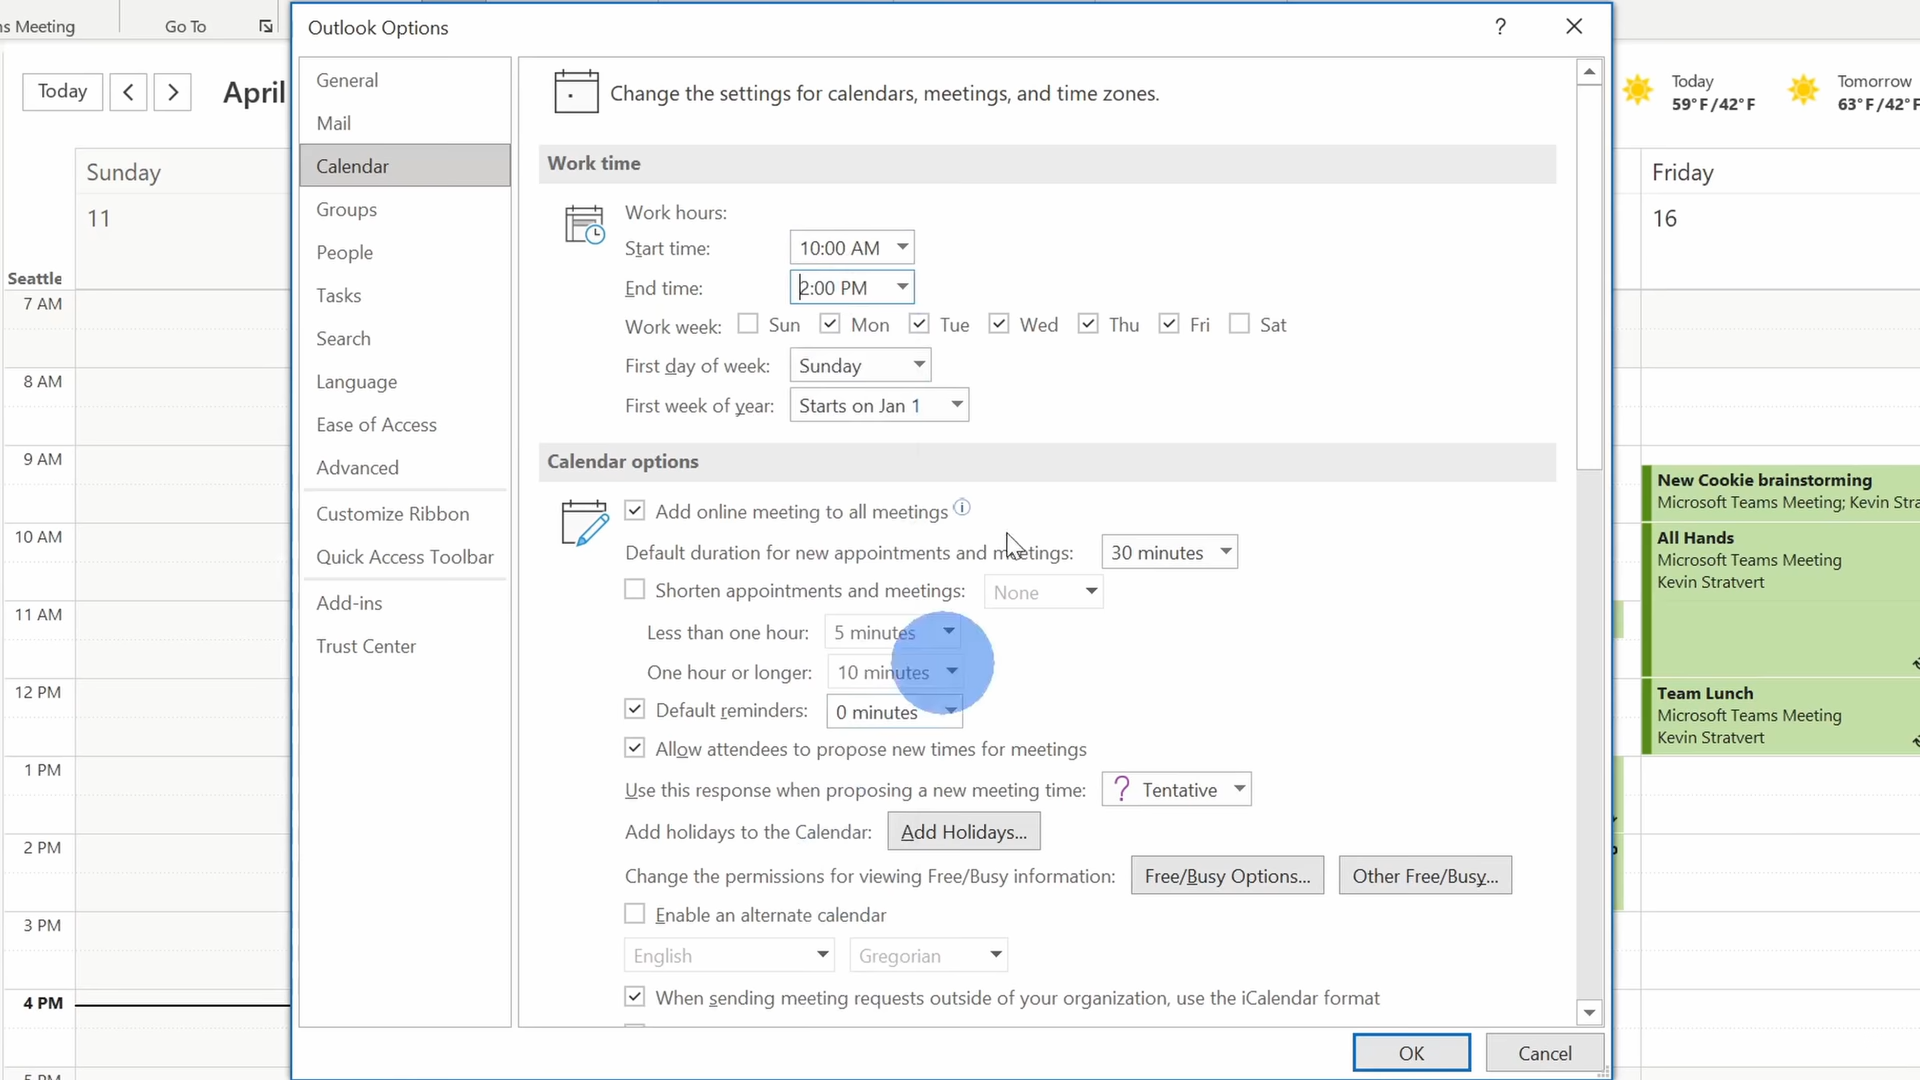 s Meeting
Go To
Outlook Options
?
Today
April
Today
59°F/42°F
Tomorrow
63°F/42°F
Sunday
11
Friday
16
Seattle
7 AM
8 AM
9 AM
10 AM
11 AM
12 PM
1 PM
2 PM
3 PM
4 PM
5 PM
General
Mail
Calendar
Groups
People
Tasks
Search
Language
Ease of Access
Advanced
Customize Ribbon
Quick Access Toolbar
Add-ins
Trust Center
Change the settings for calendars, meetings, and time zones.
Work time
Work hours:
Start time: 10:00 AM
End time: 2:00 PM
Work week: Sun Mon Tue Wed Thu Fri Sat
First day of week: Sunday
First week of year: Starts on Jan 1
Calendar options
Add online meeting to all meetings
Default duration for new appointments and meetings: 30 minutes
Shorten appointments and meetings: None
Less than one hour: 5 minutes
One hour or longer: 10 minutes
Default reminders: 0 minutes
Allow attendees to propose new times for meetings
Use this response when proposing a new meeting time: ? Tentative
Add holidays to the Calendar: Add Holidays...
Change the permissions for viewing Free/Busy information: Free/Busy Options... Other Free/Busy...
Enable an alternate calendar
English Gregorian
When sending meeting requests outside of your organization, use the iCalendar format
OK Cancel
New Cookie brainstorming
Microsoft Teams Meeting; Kevin Stra
All Hands
Microsoft Teams Meeting
Kevin Stratvert
Team Lunch
Microsoft Teams Meeting
Kevin Stratvert